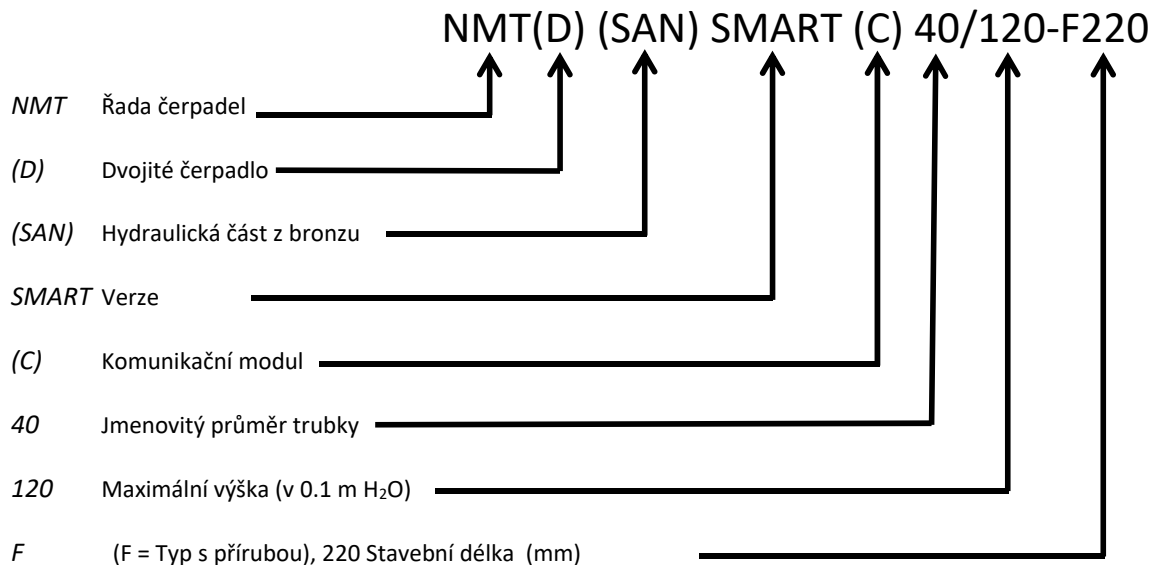 NMT(D) (SAN) SMART (C) 40/120-F220
NMT Řada čerpadel
(D) Dvojité čerpadlo
(SAN) Hydraulická část z bronzu
SMART Verze
(C) Komunikační modul
40 Jmenovitý průměr trubky
120 Maximální výška (v 0.1 m H₂O)
F (F = Typ s přírubou), 220 Stavební délka (mm)